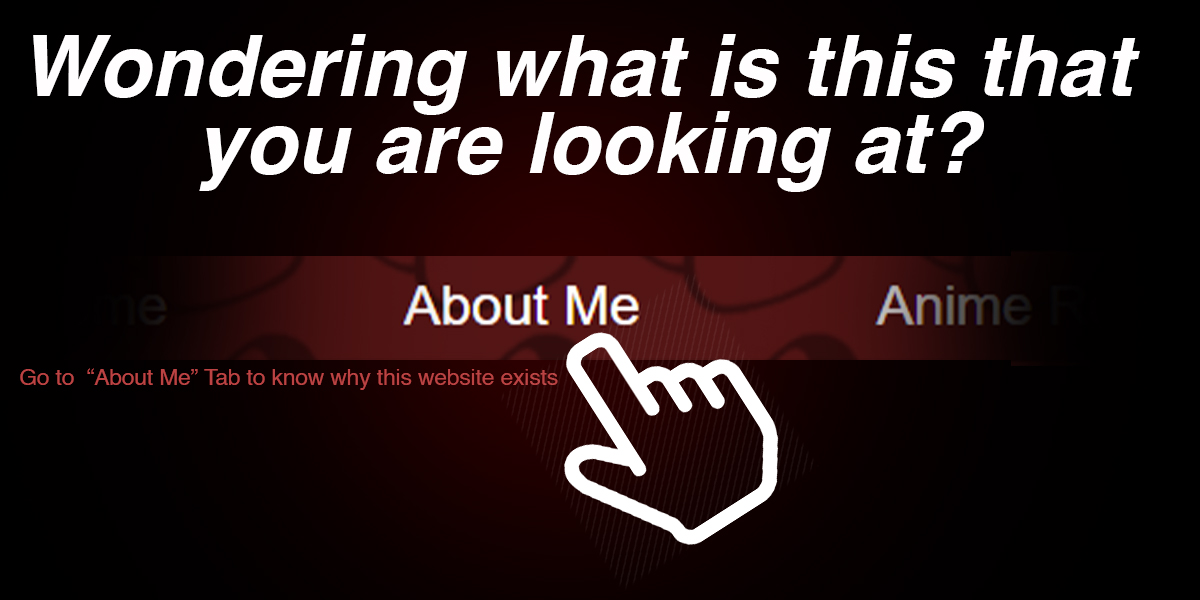 Wondering what is this that
you are looking at?
me About Me Anime R
Go to “About Me” Tab to know why this website exists